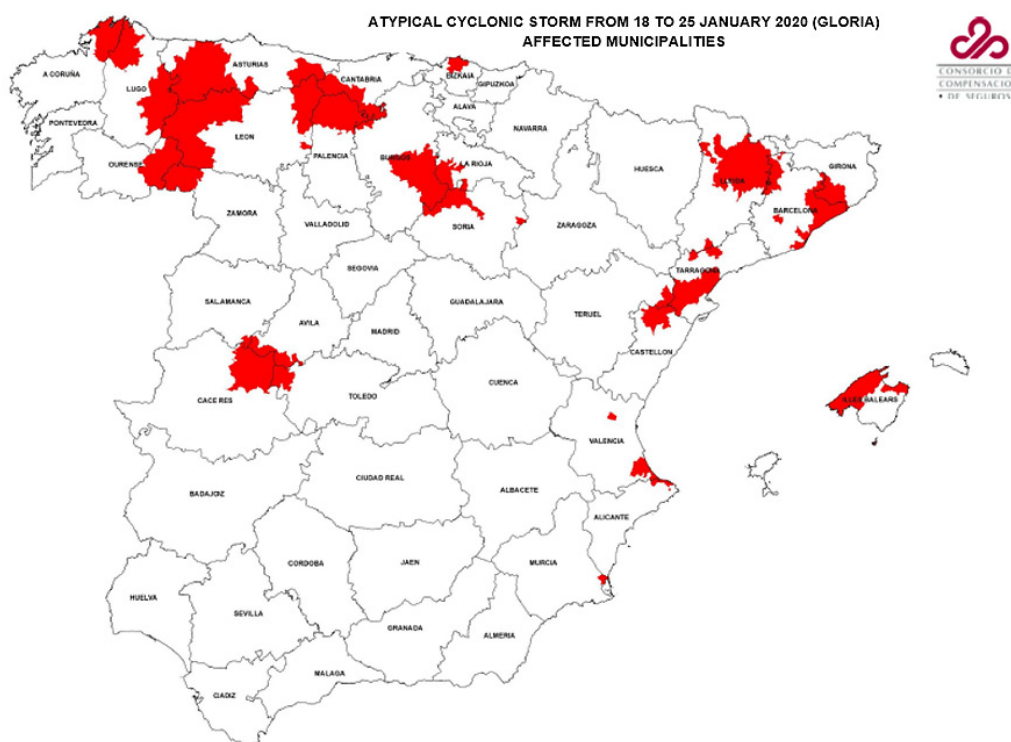 ATYPICAL CYCLONIC STORM FROM 18 TO 25 JANUARY 2020 (GLORIA)
AFFECTED MUNICIPALITIES
CONSORCIO D
COMPENSACIO
• DE SEGUROS
A CORUÑA
LUGO
ASTURIAS
CANTABRIA
BIZKAIA
GIPUZKOA
ALAVA
NAVARRA
PONTEVEDRA
OURENSE
LEON
PALENCIA
BURGOS
LA RIOJA
HUESCA
LLEIDA
GIRONA
BARCELONA
ZAMORA
VALLADOLID
SORIA
ZARAGOZA
TARRAGONA
SEGOVIA
SALAMANCA
AVILA
MADRID
GUADALAJARA
TERUEL
CASTELLON
CACERES
TOLEDO
CUENCA
VALENCIA
ILLES BALEARS
BADAJOZ
CIUDAD REAL
ALBACETE
ALICANTE
CORDOBA
JAEN
MURCIA
HUELVA
SEVILLA
GRANADA
ALMERIA
MALAGA
CADIZ